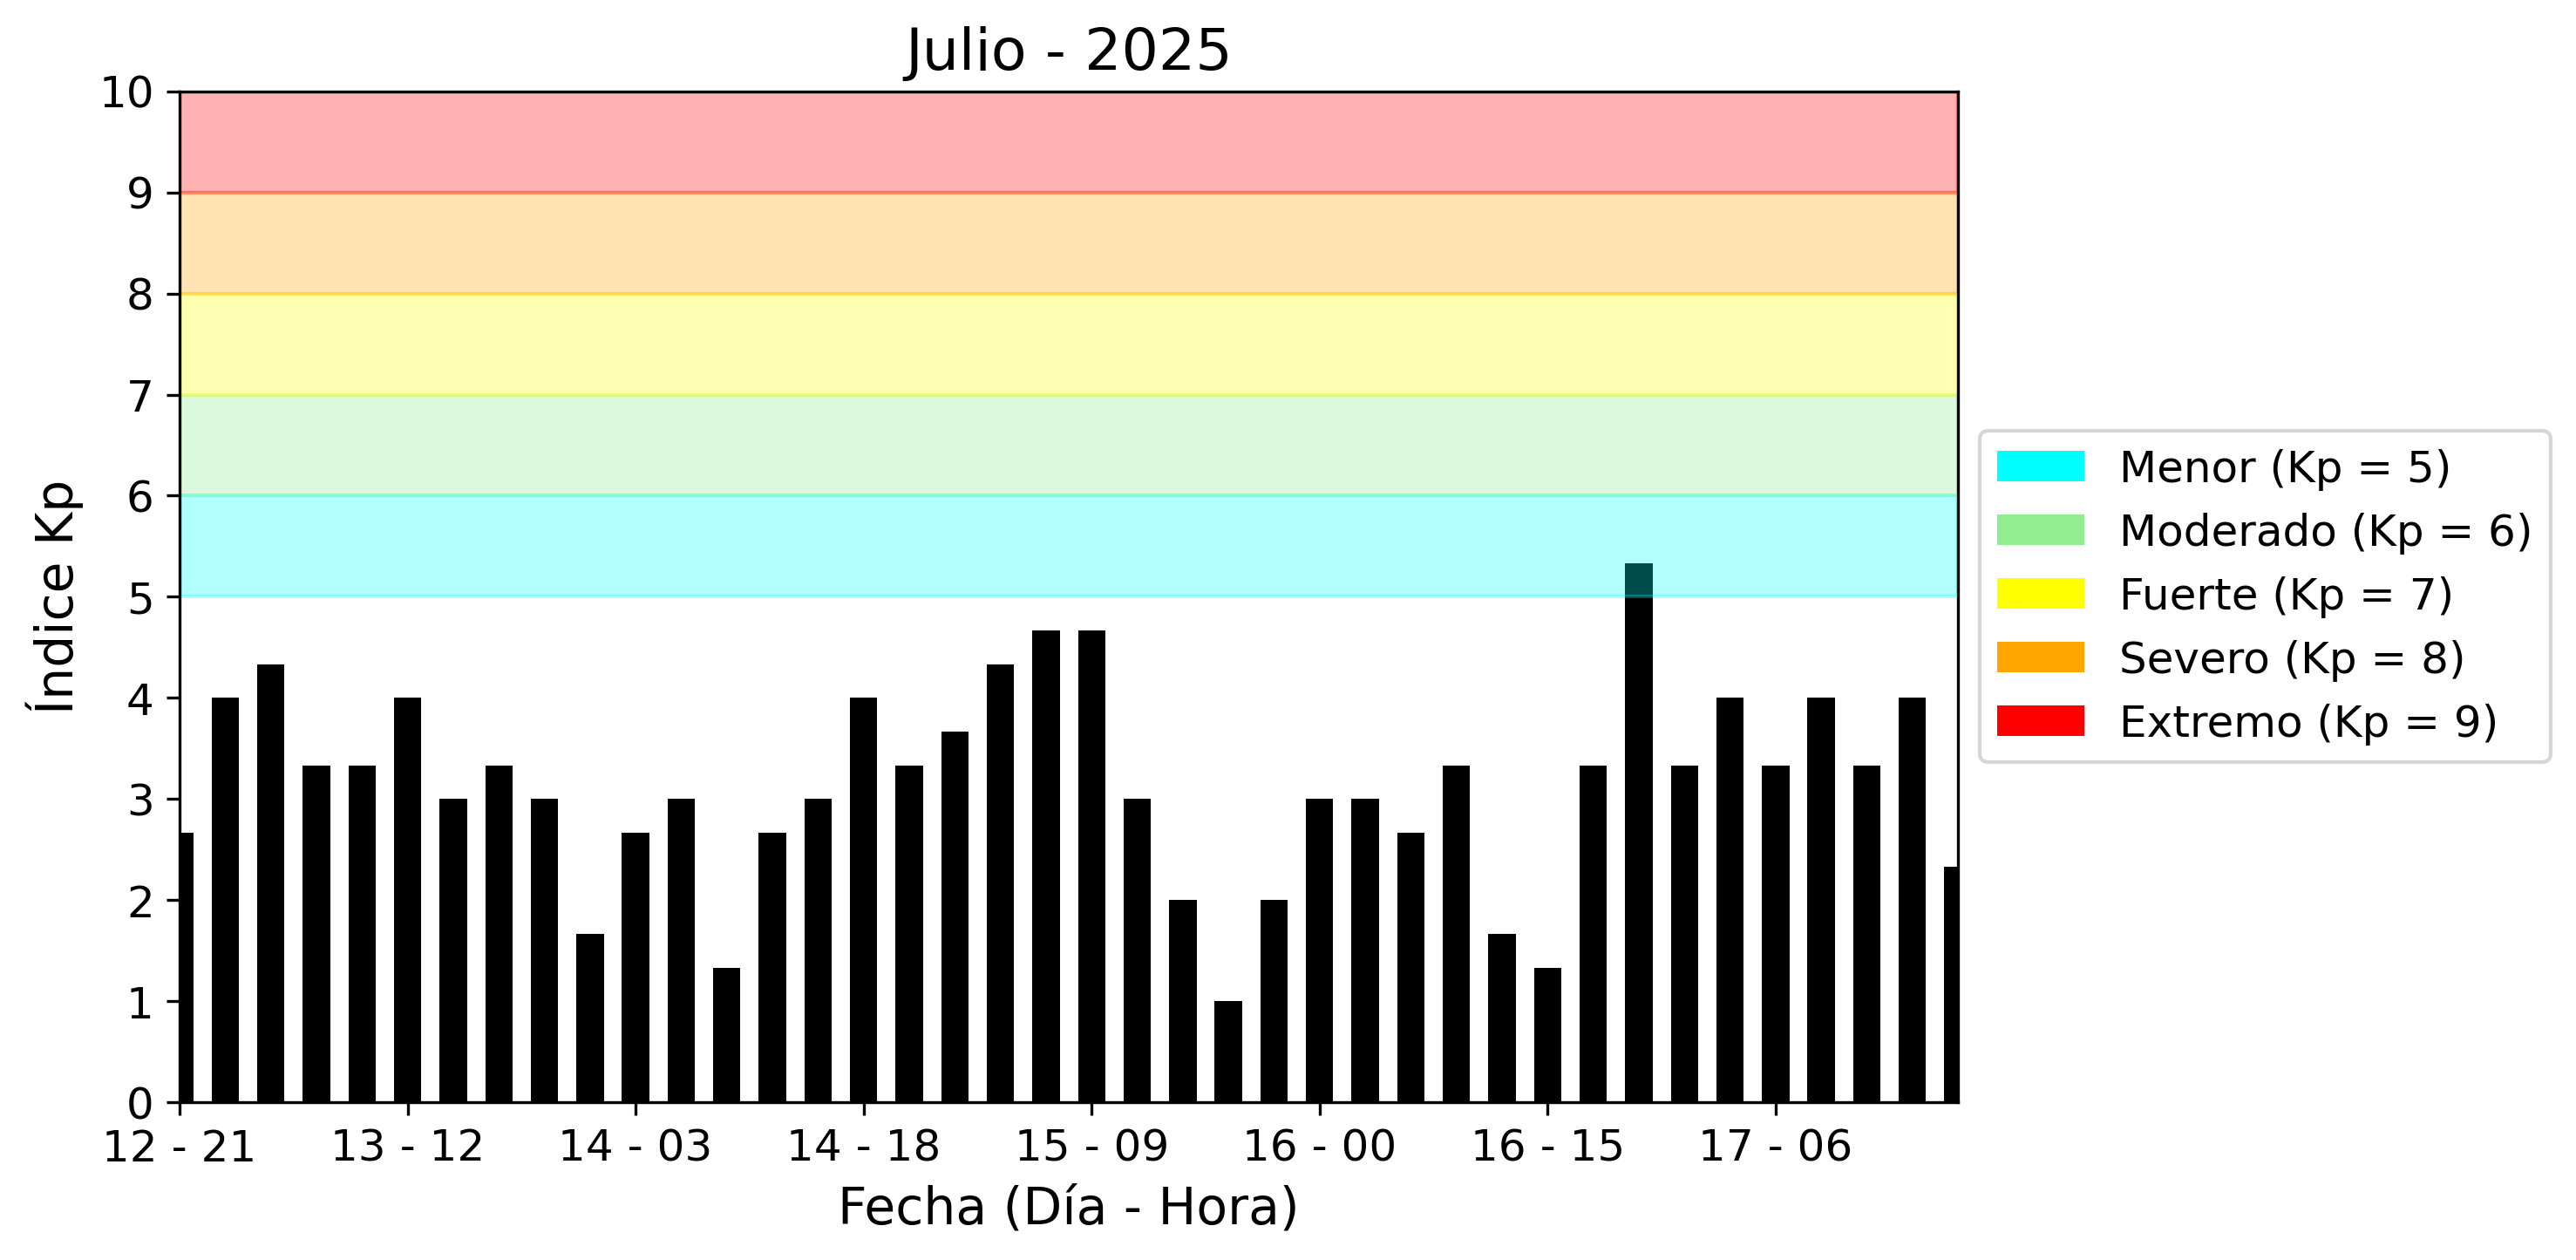 Julio - 2025
10
9
8
7
6
5
4
3
2
1
0
Índice Kp
12 - 21
13 - 12
14 - 03
14 - 18
15 - 09
16 - 00
16 - 15
17 - 06
Fecha (Día - Hora)
Menor (Kp = 5)
Moderado (Kp = 6)
Fuerte (Kp = 7)
Severo (Kp = 8)
Extremo (Kp = 9)